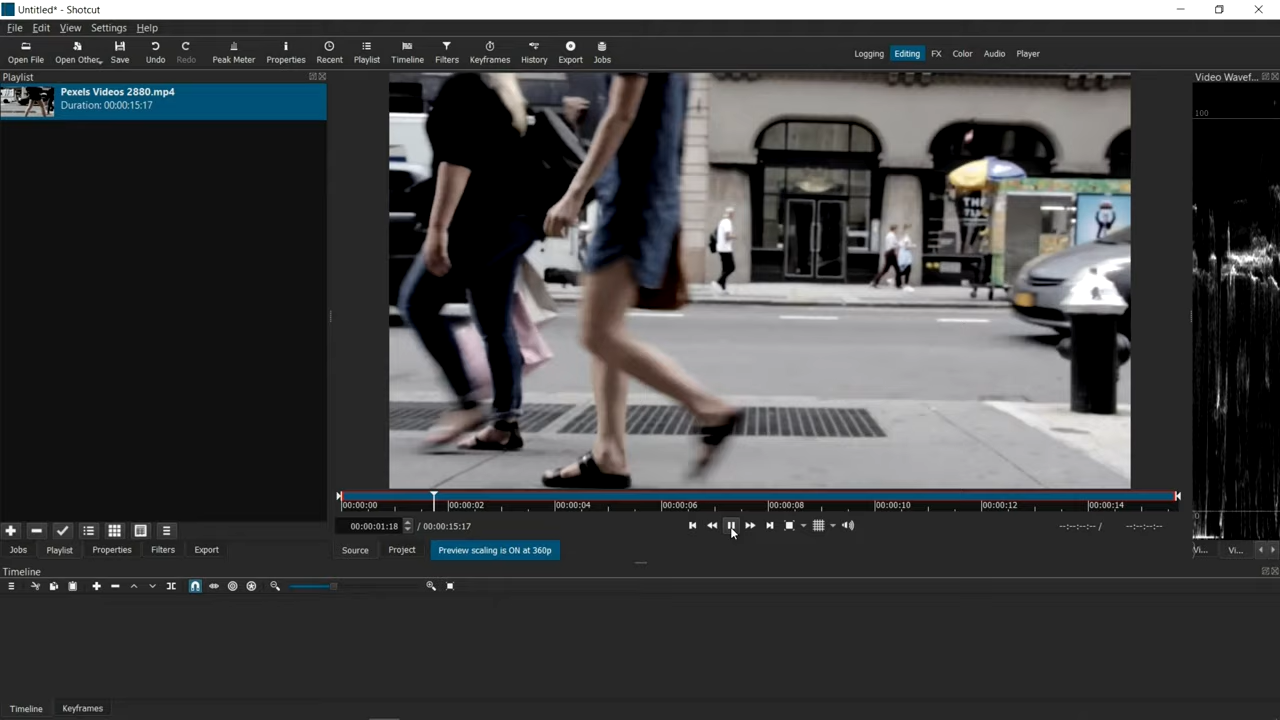 Untitled* - Shotcut
File Edit View Settings Help
Open File Open Other.. Save Undo Redo Peak Meter Properties Recent Playlist Timeline Filters Keyframes History Export Jobs
Logging Editing FX Color Audio Player
Playlist
Video Wavef...
Pexels Videos 2880.mp4
Duration: 00:00:15:17
100
THE
00:00:00 00:00:02 00:00:04 00:00:06 00:00:08 00:00:10 00:00:12 00:00:14
0
00:00:01:18 / 00:00:15:17
--:--:--:-- / --:--:--:--
Jobs Playlist Properties Filters Export
Source Project Preview scaling is ON at 360p
Vi... Vi...
Timeline
Timeline Keyframes